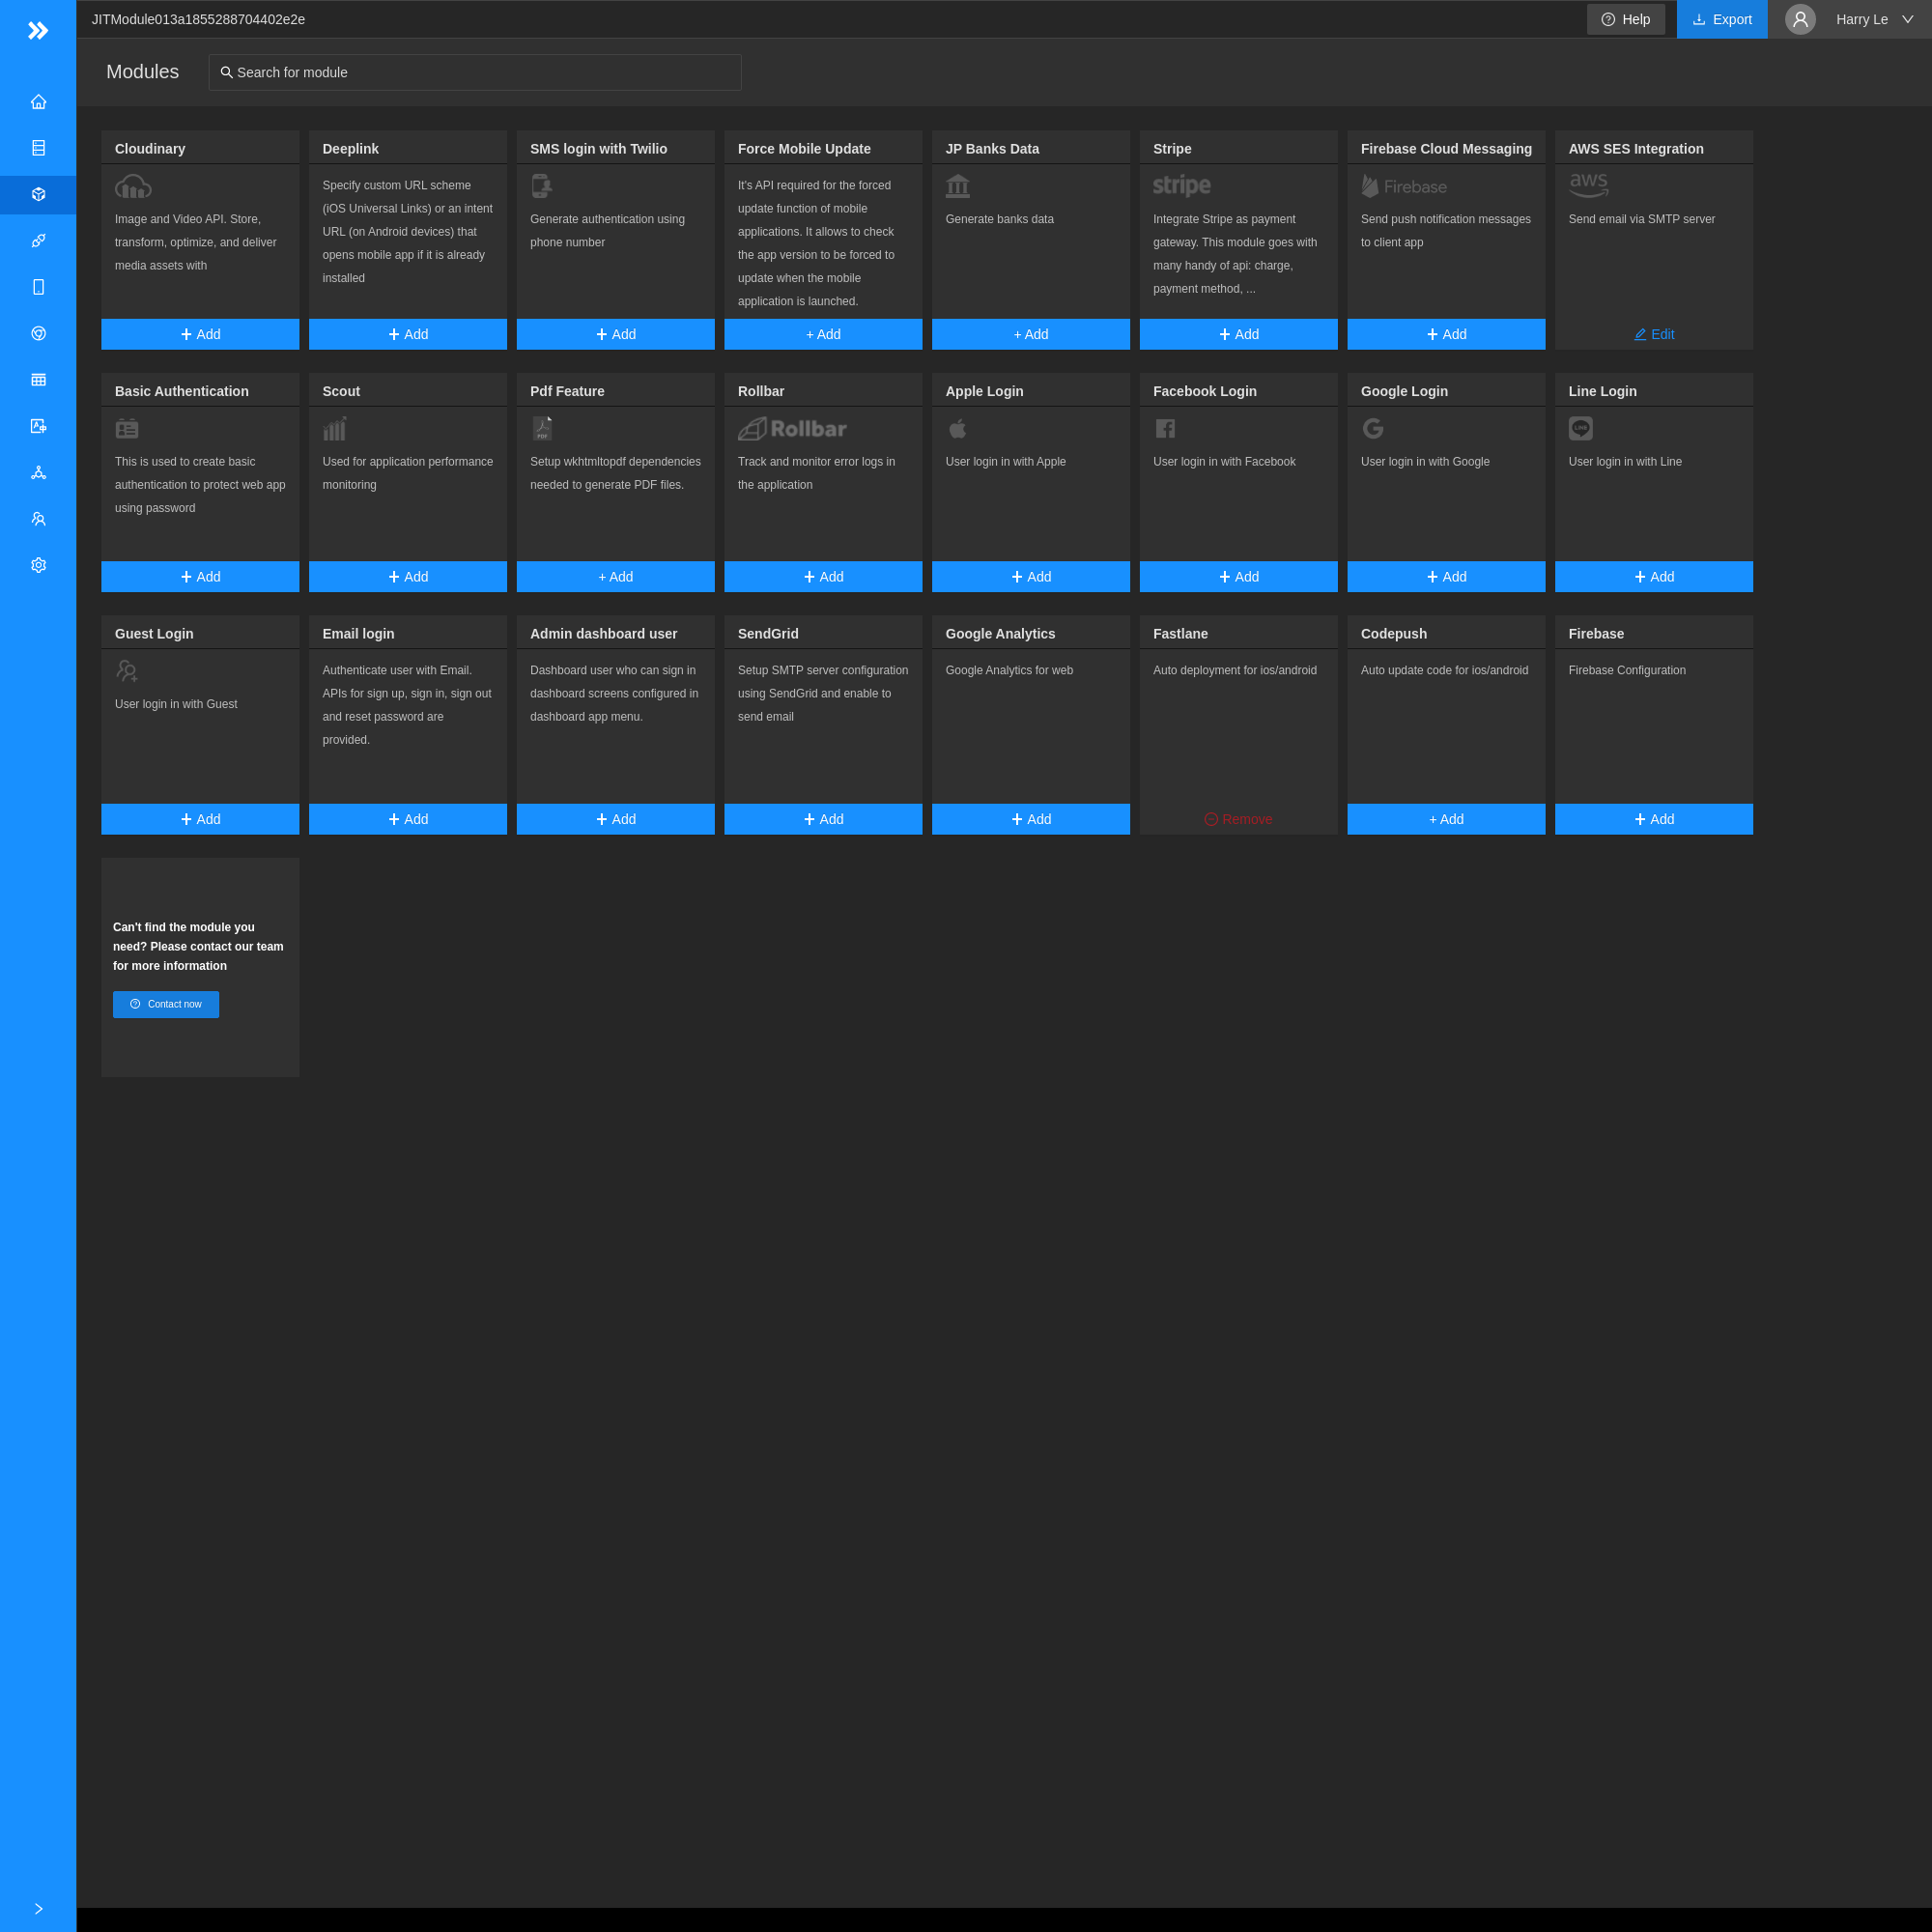 JITModule013a1855288704402e2e
Help
Export
Harry Le
Modules
Search for module
Cloudinary
Image and Video API. Store,
transform, optimize, and deliver
media assets with
Add
Deeplink
Specify custom URL scheme
(iOS Universal Links) or an intent
URL (on Android devices) that
opens mobile app if it is already
installed
Add
SMS login with Twilio
Generate authentication using
phone number
Add
Force Mobile Update
It's API required for the forced
update function of mobile
applications. It allows to check
the app version to be forced to
update when the mobile
application is launched.
+ Add
JP Banks Data
Generate banks data
+ Add
Stripe
stripe
Integrate Stripe as payment
gateway. This module goes with
many handy of api: charge,
payment method, ...
Add
Firebase Cloud Messaging
Firebase
Send push notification messages
to client app
Add
AWS SES Integration
aws
Send email via SMTP server
Edit
Basic Authentication
This is used to create basic
authentication to protect web app
using password
Add
Scout
Used for application performance
monitoring
Add
Pdf Feature
PDF
Setup wkhtmltopdf dependencies
needed to generate PDF files.
+ Add
Rollbar
Rollbar
Track and monitor error logs in
the application
Add
Apple Login
User login in with Apple
Add
Facebook Login
User login in with Facebook
Add
Google Login
User login in with Google
Add
Line Login
LINE
User login in with Line
Add
Guest Login
User login in with Guest
Add
Email login
Authenticate user with Email.
APIs for sign up, sign in, sign out
and reset password are
provided.
Add
Admin dashboard user
Dashboard user who can sign in
dashboard screens configured in
dashboard app menu.
Add
SendGrid
Setup SMTP server configuration
using SendGrid and enable to
send email
Add
Google Analytics
Google Analytics for web
Add
Fastlane
Auto deployment for ios/android
Remove
Codepush
Auto update code for ios/android
+ Add
Firebase
Firebase Configuration
Add
Can't find the module you
need? Please contact our team
for more information
Contact now